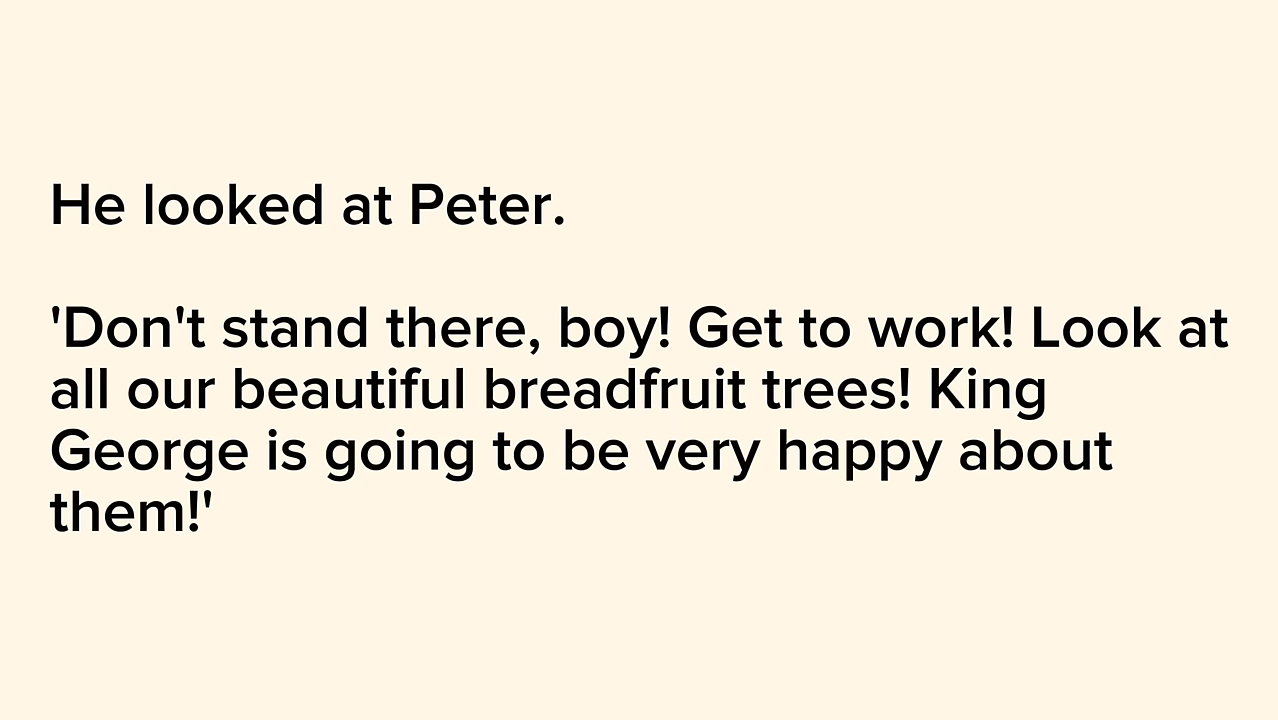 He looked at Peter.
'Don't stand there, boy! Get to work! Look at
all our beautiful breadfruit trees! King
George is going to be very happy about
them!'